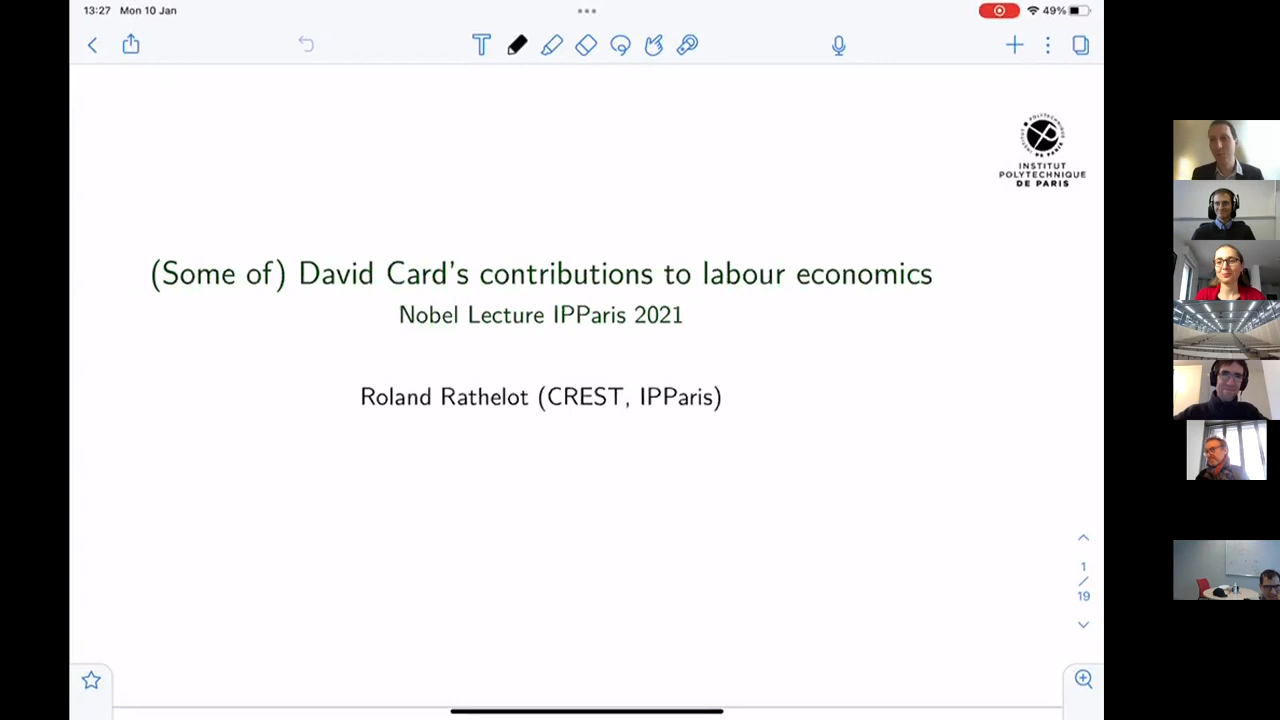 13:27 Mon 10 Jan
49%
T
INSTITUT
POLYTECHNIQUE
DE PARIS
(Some of) David Card's contributions to labour economics
Nobel Lecture IPParis 2021
Roland Rathelot (CREST, IPParis)
1
/
19